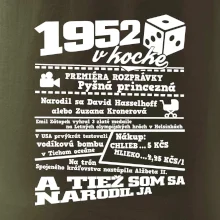 1952
v kocke
PREMIÉRA ROZPRÁVKY
Pyšná princezná
Narodil sa David Hasselhoff
alebo Zuzana Kronerová
Emil Zátopek vyhral 3 zlaté medaile
na Letných olympijských hrách v Helsinkách
V USA prvýkrát testovali
vodíkovú bombu
v Tichom oceáne
Nákup:
CHLIEB...5 KČS
MLIEKO...2,35 KČS/l
Na trón
Spojeného kráľovstva nastúpila Alžbeta II.
A TIEŽ SOM SA
NARODIL JA